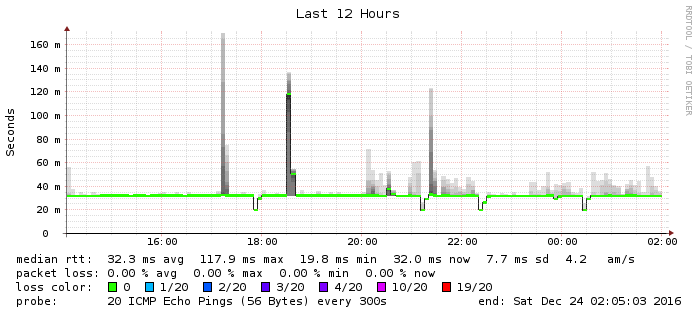 Last 12 Hours
RRDTOOL / TOBI OETIKER
Seconds
160 m
140 m
120 m
100 m
80 m
60 m
40 m
20 m
0
16:00 18:00 20:00 22:00 00:00 02:00
median rtt: 32.3 ms avg 117.9 ms max 19.8 ms min 32.0 ms now 7.7 ms sd 4.2 am/s
packet loss: 0.00 % avg 0.00 % max 0.00 % min 0.00 % now
loss color: 0 1/20 2/20 3/20 4/20 10/20 19/20
probe: 20 ICMP Echo Pings (56 Bytes) every 300s end: Sat Dec 24 02:05:03 2016